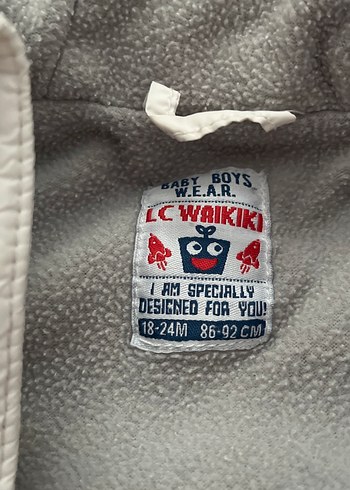 BABY BOYS
W.E.A.R.
LC WAIKIKI
I AM SPECIALLY
DESIGNED FOR YOU!
18-24M 86-92 CM